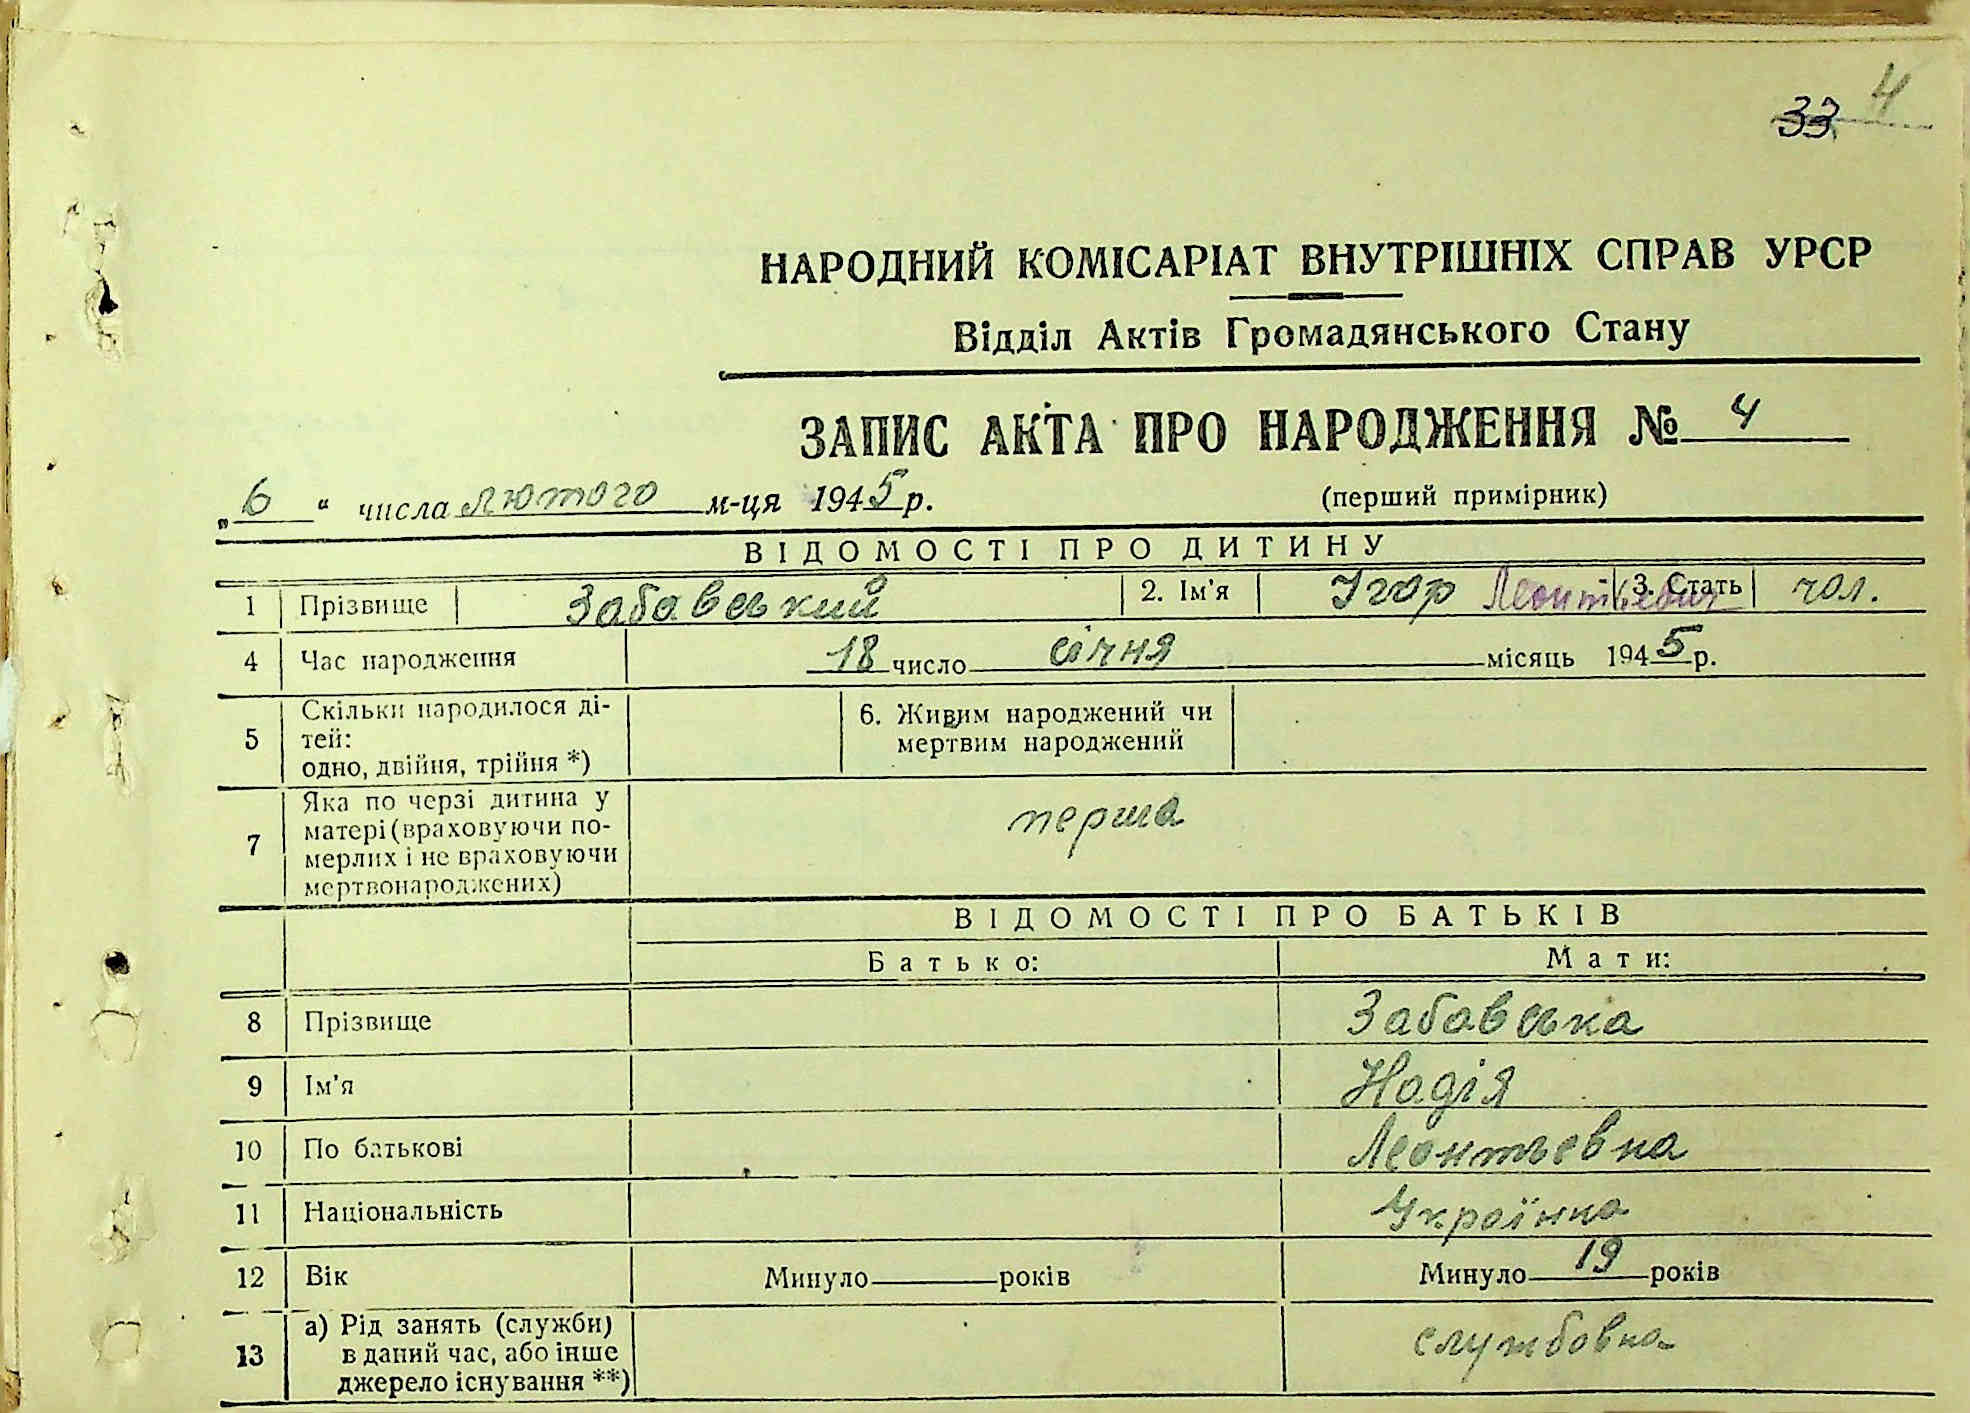 4
33
НАРОДНИЙ КОМІСАРІАТ ВНУТРІШНІХ СПРАВ УРСР
Відділ Актів Громадянського Стану
ЗАПИС АКТА ПРО НАРОДЖЕННЯ № 4
„ 6 “ числа лютого м-ця 1945 р. (перший примірник)
ВІДОМОСТІ ПРО ДИТИНУ
1 Прізвище Забавський 2. Ім'я Ігор Леонтьевич 3. Стать чол.
4 Час народження 18 число січня місяць 1945 р.
5 Скільки народилося ді-
тей:
одно, двійня, трійня *)
6. Живим народжений чи
мертвим народжений
7 Яка по черзі дитина у
матері (враховуючи по-
мерлих і не враховуючи
мертвонароджених)
перша
ВІДОМОСТІ ПРО БАТЬКІВ
Батько: Мати:
8 Прізвище Забавська
9 Ім'я Надія
10 По батькові Леонтьевна
11 Національність Українка
12 Вік Минуло років Минуло 19 років
13 а) Рід занять (служби)
в даний час, або інше
джерело існування **)
службовка